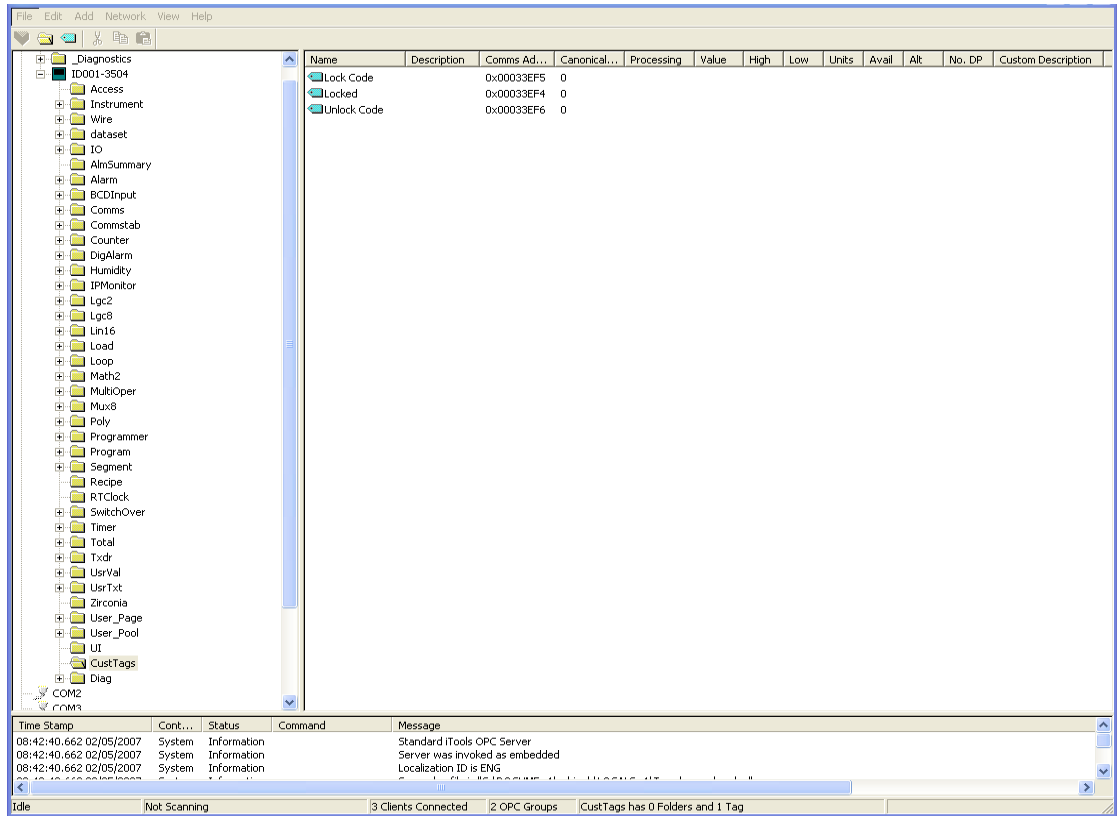 File Edit Add Network View Help
_Diagnostics
ID001-3504
Access
Instrument
Wire
dataset
IO
AlmSummary
Alarm
BCDInput
Comms
Commstab
Counter
DigAlarm
Humidity
IPMonitor
Lgc2
Lgc8
Lin16
Load
Loop
Math2
MultiOper
Mux8
Poly
Programmer
Program
Segment
Recipe
RTClock
SwitchOver
Timer
Total
Txdr
UsrVal
UsrTxt
Zirconia
User_Page
User_Pool
UI
CustTags
Diag
COM2
COM3
Name Description Comms Ad... Canonical... Processing Value High Low Units Avail Alt No. DP Custom Description
Lock Code 0x00033EF5 0
Locked 0x00033EF4 0
Unlock Code 0x00033EF6 0
Time Stamp Cont... Status Command Message
08:42:40.662 02/05/2007 System Information Standard iTools OPC Server
08:42:40.662 02/05/2007 System Information Server was invoked as embedded
08:42:40.662 02/05/2007 System Information Localization ID is ENG
Idle Not Scanning 3 Clients Connected 2 OPC Groups CustTags has 0 Folders and 1 Tag